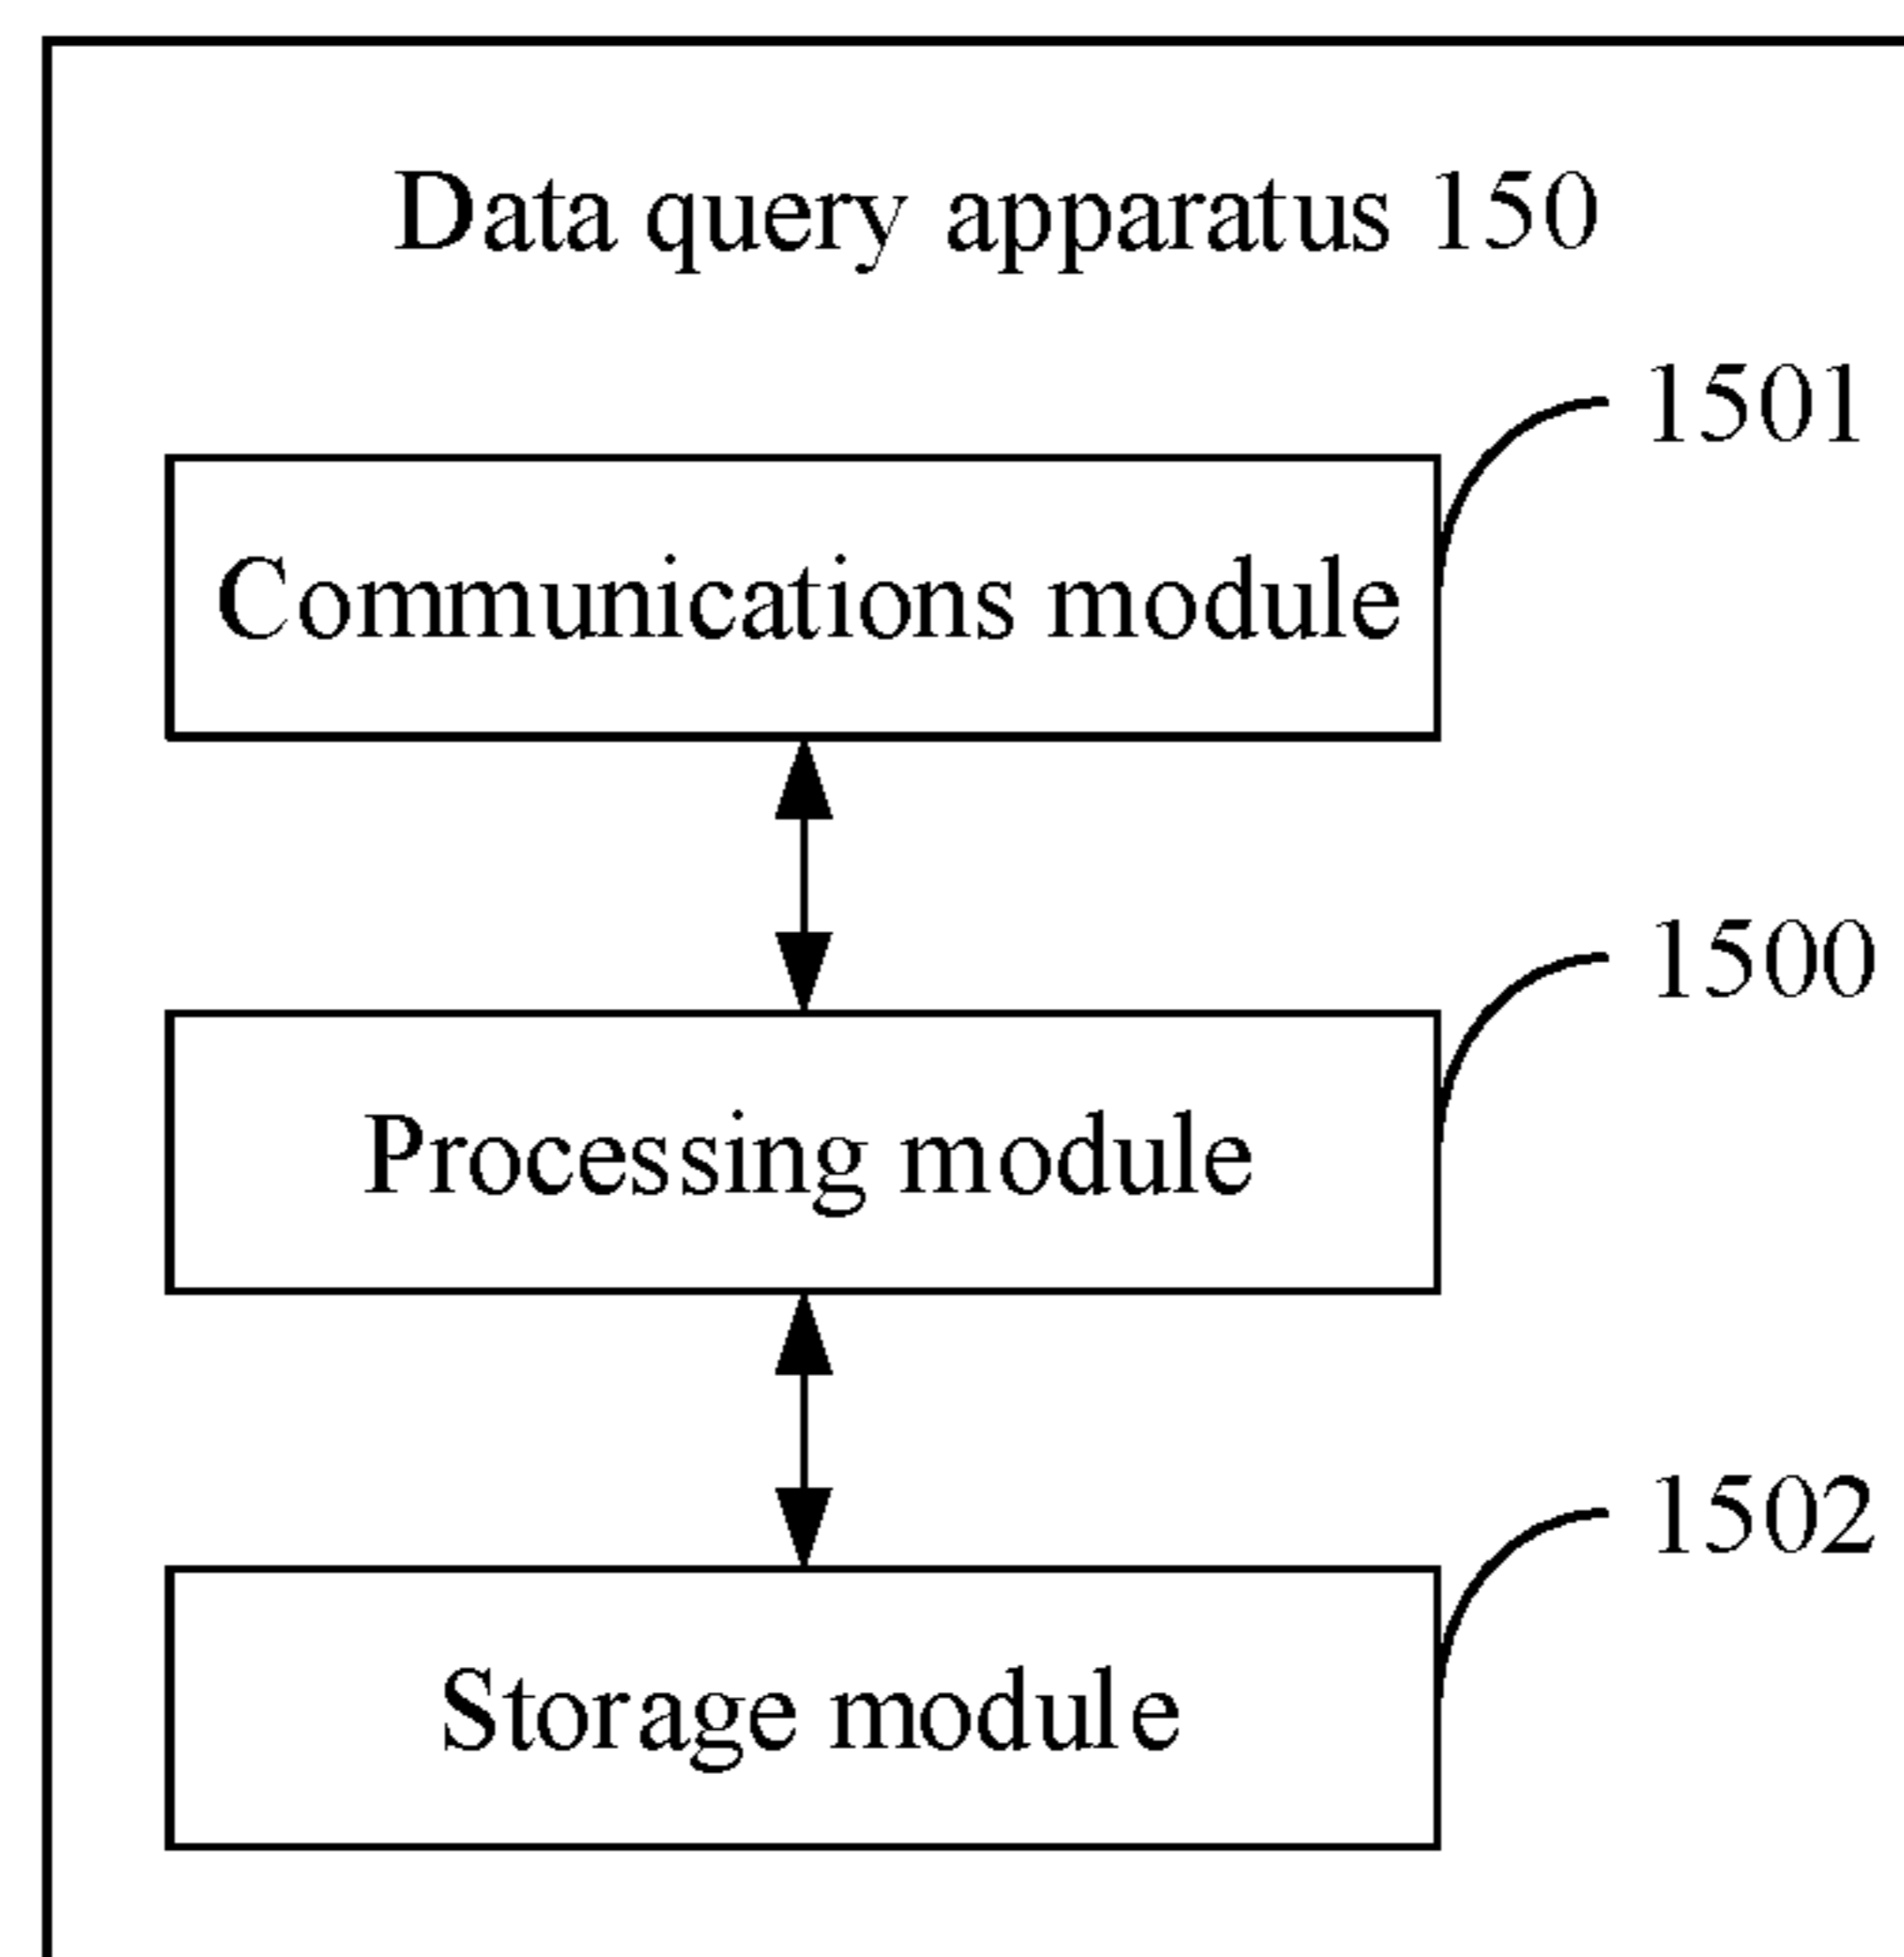 Data query apparatus 150
1501
Communications module
1500
Processing module
1502
Storage module